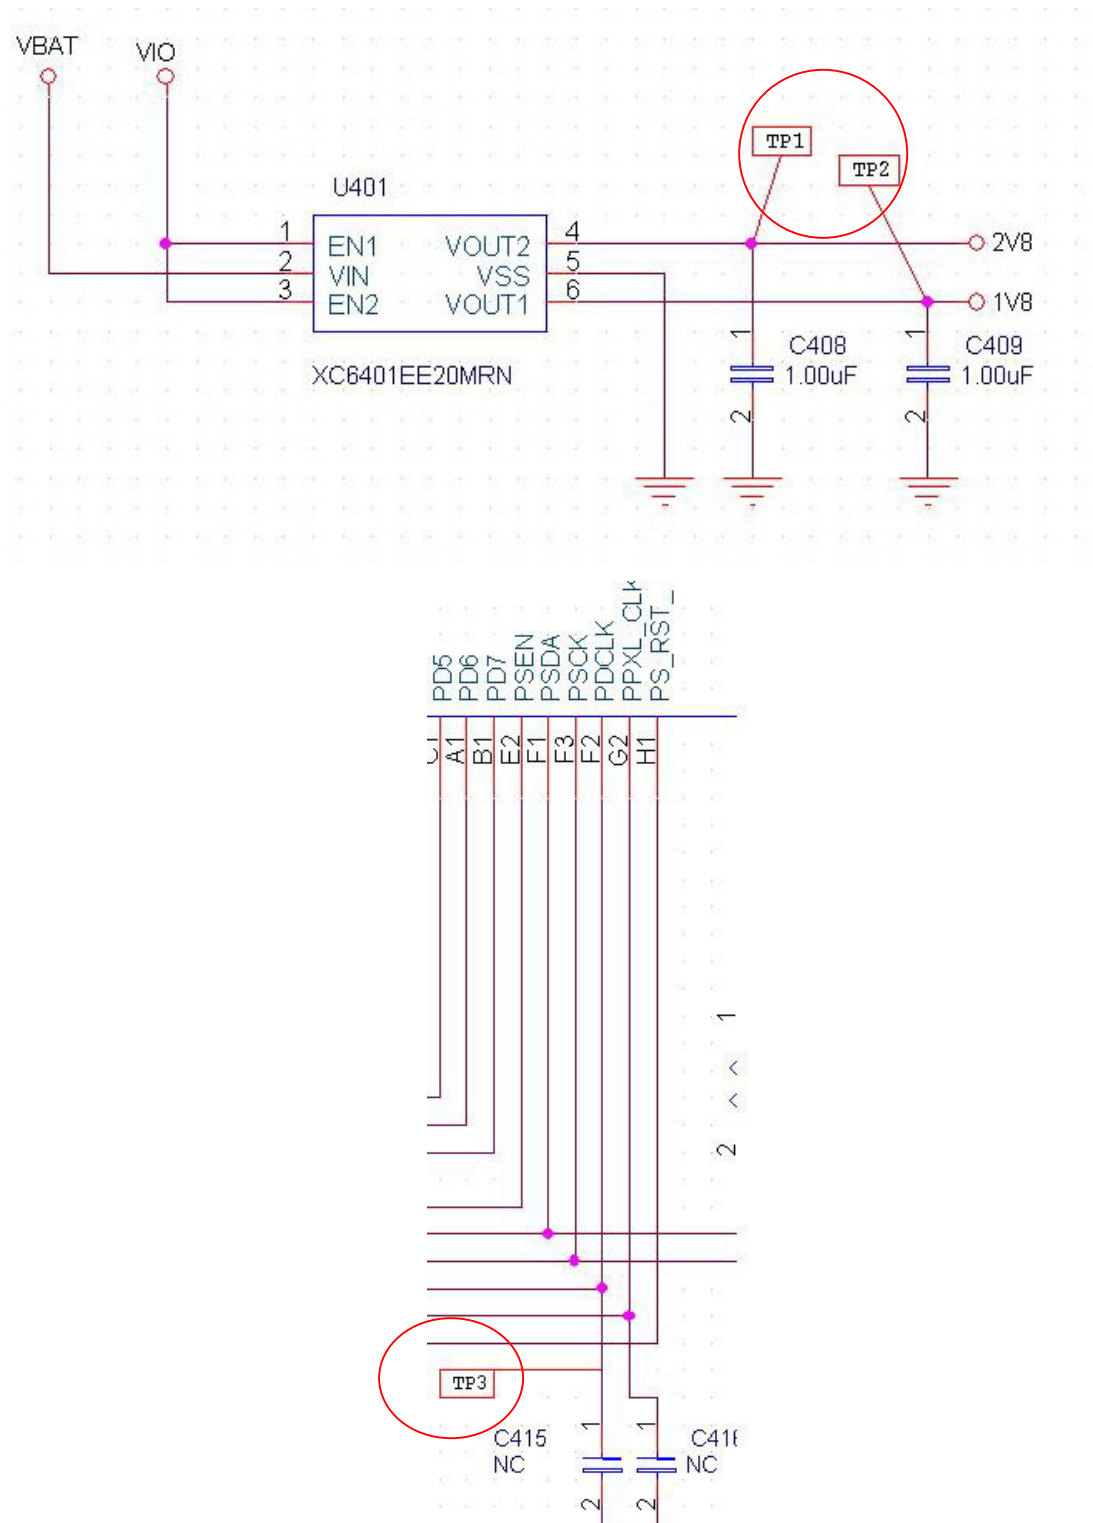 VBAT
VIO
TP1
TP2
U401
1
EN1
VOUT2
4
2V8
2
VIN
VSS
5
3
EN2
VOUT1
6
1V8
XC6401EE20MRN
1
C408
1.00uF
2
1
C409
1.00uF
2
PD5
PD6
PD7
PSEN
PSDA
PSCK
PDCLK
PPXL_CLK
PS_RST_
C1
A1
B1
E2
F1
F3
F2
G2
H1
1
2
TP3
C415
NC
1
2
1
2
NC